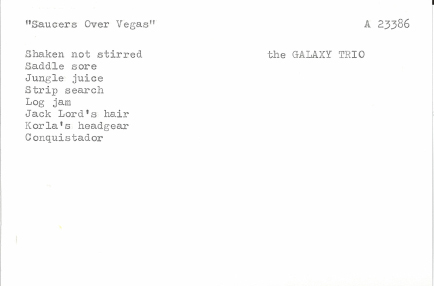 "Saucers Over Vegas" A 23386
Shaken not stirred the GALAXY TRIO
Saddle sore
Jungle juice
Strip search
Log jam
Jack Lord's hair
Korla's headgear
Conquistador